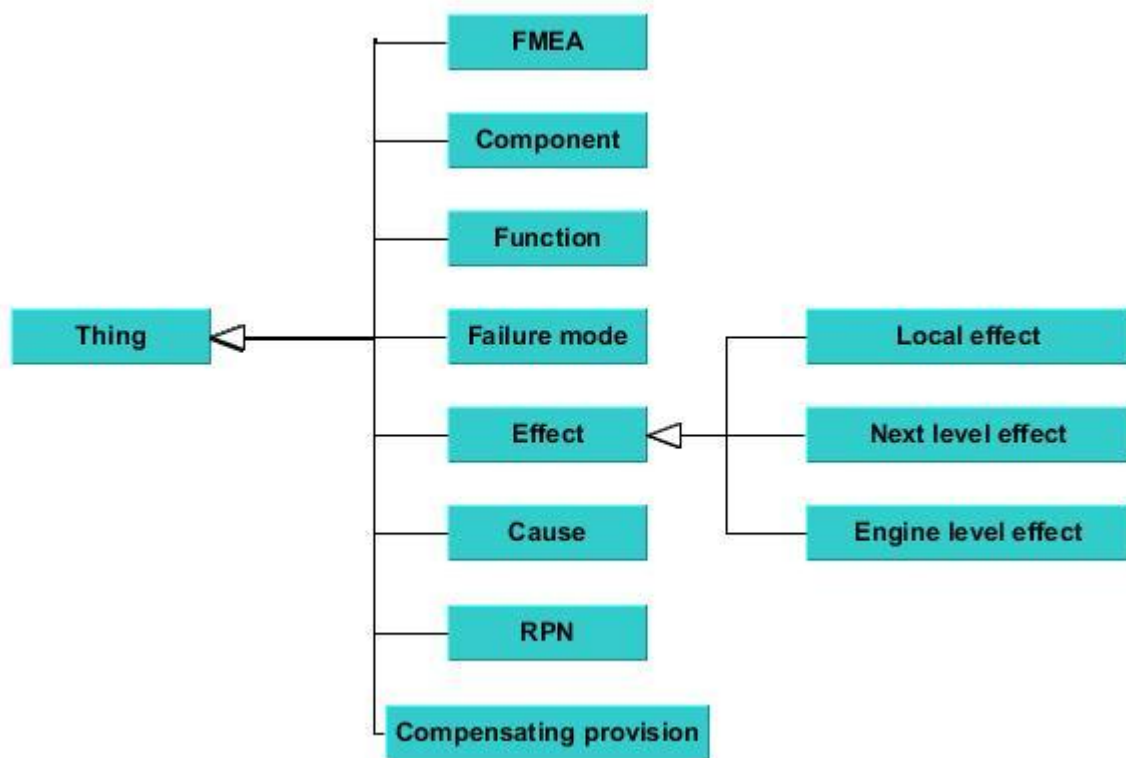 FMEA
Component
Function
Thing
Failure mode
Local effect
Effect
Next level effect
Cause
Engine level effect
RPN
Compensating provision